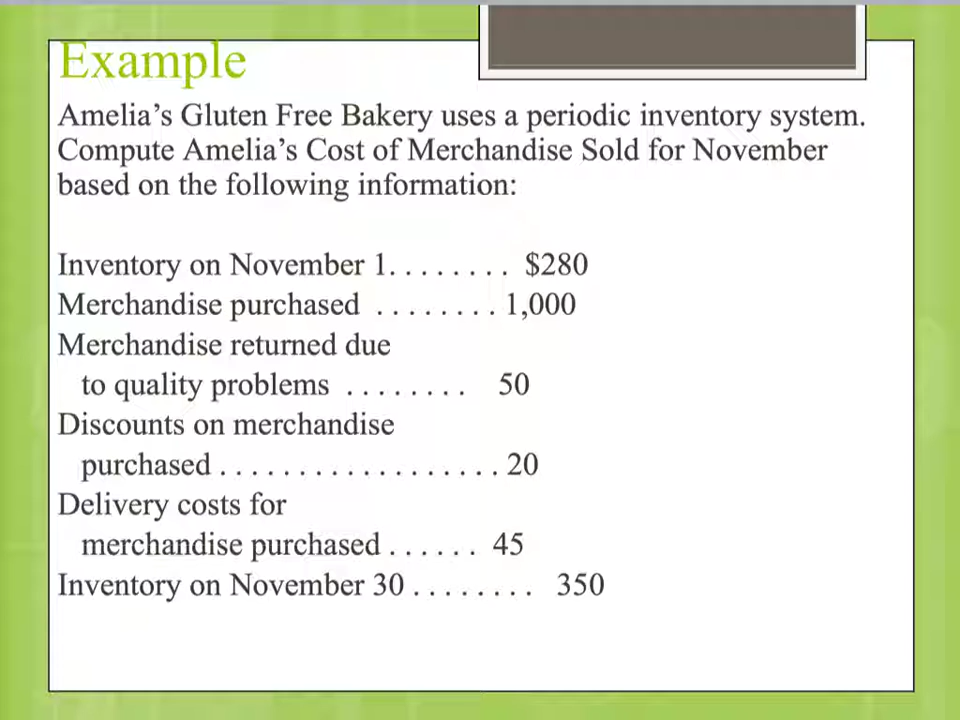 Example
Amelia’s Gluten Free Bakery uses a periodic inventory system.
Compute Amelia’s Cost of Merchandise Sold for November
based on the following information:
Inventory on November 1. . . . . . . . $280
Merchandise purchased . . . . . . . . 1,000
Merchandise returned due
to quality problems . . . . . . . . 50
Discounts on merchandise
purchased . . . . . . . . . . . . . . . . . . 20
Delivery costs for
merchandise purchased . . . . . . 45
Inventory on November 30 . . . . . . . . 350